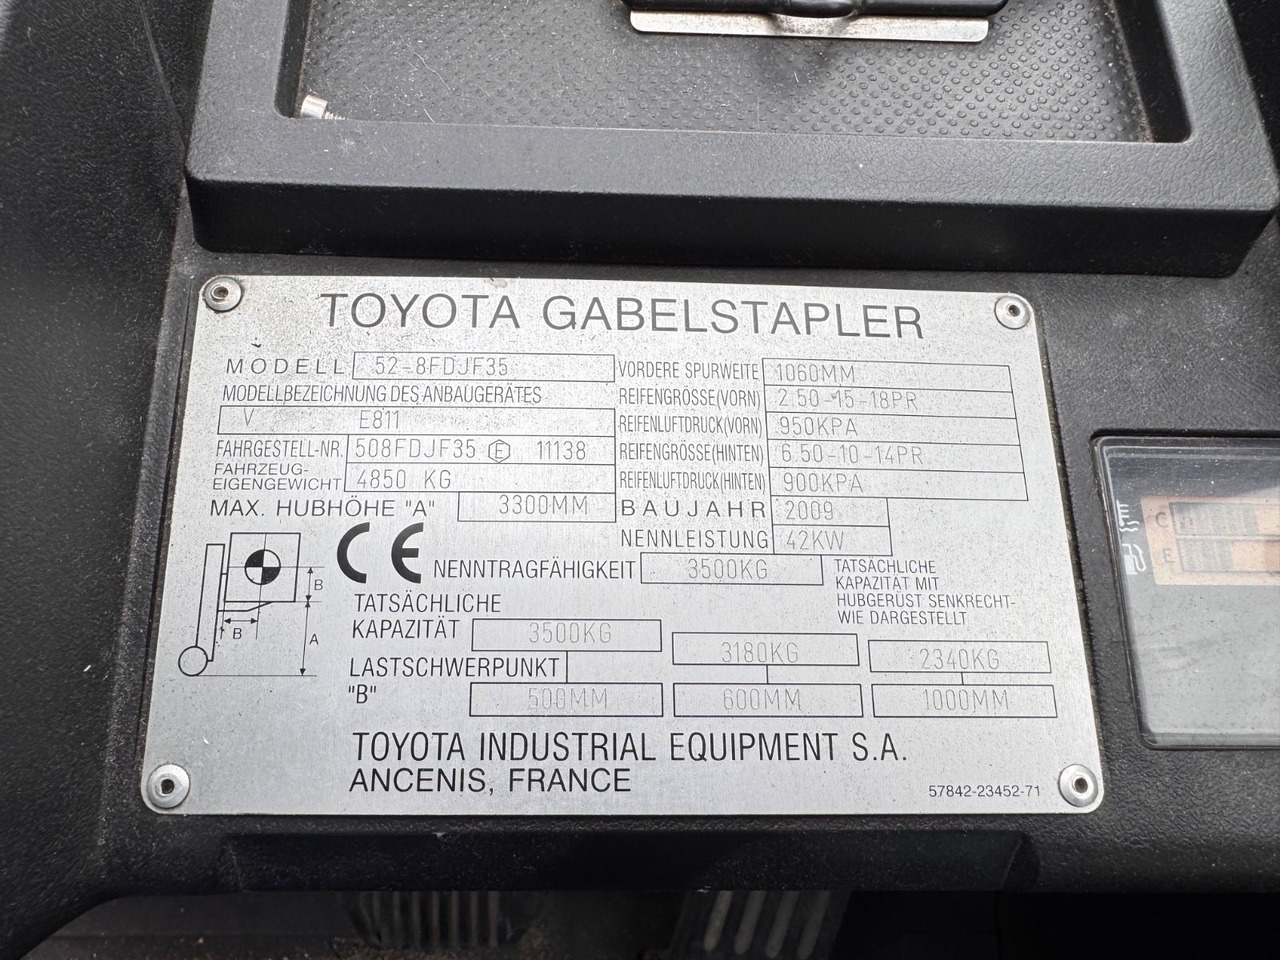 TOYOTA GABELSTAPLER
MODELL 52-8FDJF35
MODELLBEZEICHNUNG DES ANBAUGERÄTES
V E811
FAHRGESTELL-NR. 508FDJF35 E 11138
FAHRZEUG-
EIGENGEWICHT 4850 KG
MAX. HUBHÖHE "A" 3300MM
VORDERE SPURWEITE 1060MM
REIFENGRÖSSE(VORN) 2.50-15-18PR
REIFENLUFTDRUCK(VORN) 950KPA
REIFENGRÖSSE(HINTEN) 6.50-10-14PR
REIFENLUFTDRUCK(HINTEN) 900KPA
BAUJAHR 2009
NENNLEISTUNG 42KW
CE NENNTRAGFÄHIGKEIT 3500KG
TATSÄCHLICHE
KAPAZITÄT MIT
HUBGERÜST SENKRECHT-
WIE DARGESTELLT
B
B
A
TATSÄCHLICHE
KAPAZITÄT 3500KG 3180KG 2340KG
LASTSCHWERPUNKT
"B" 500MM 600MM 1000MM
TOYOTA INDUSTRIAL EQUIPMENT S.A.
ANCENIS, FRANCE
57842-23452-71
C
E